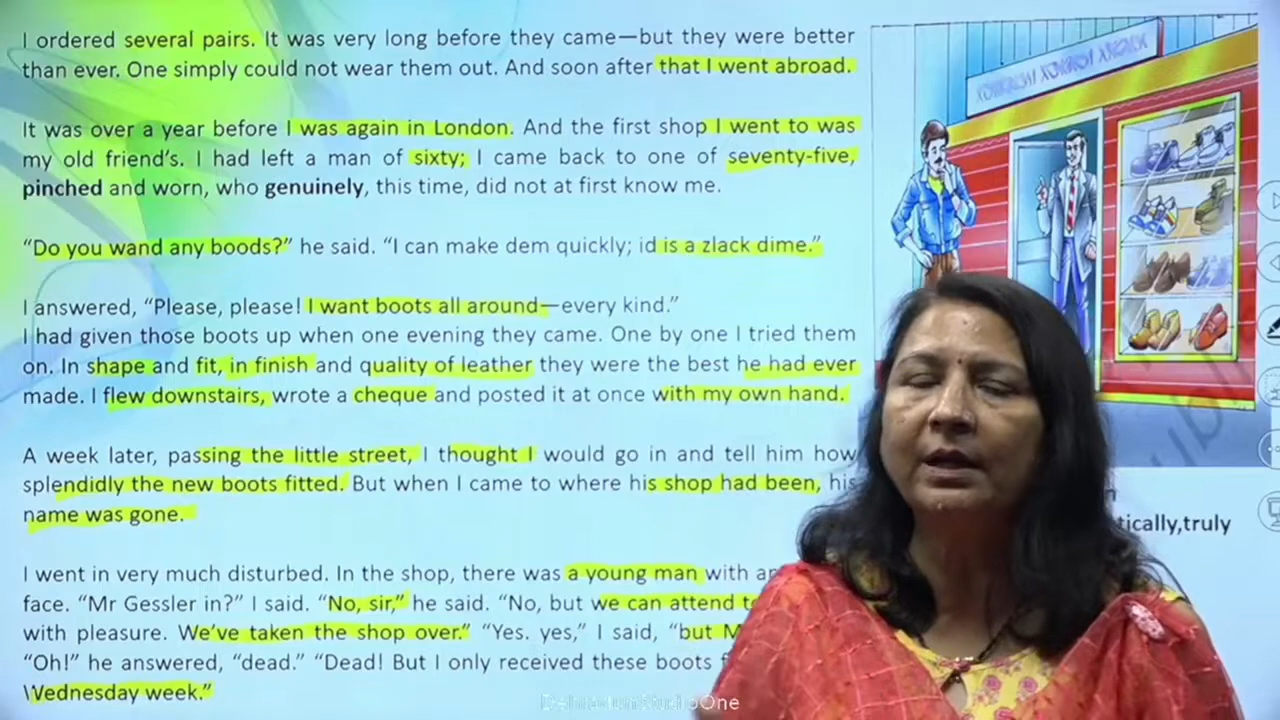 I ordered several pairs. It was very long before they came—but they were better
than ever. One simply could not wear them out. And soon after that I went abroad.
It was over a year before I was again in London. And the first shop I went to was
my old friend's. I had left a man of sixty; I came back to one of seventy-five,
pinched and worn, who genuinely, this time, did not at first know me.
“Do you wand any boods?” he said. “I can make dem quickly; id is a zlack dime.”
I answered, “Please, please! I want boots all around—every kind.”
I had given those boots up when one evening they came. One by one I tried them
on. In shape and fit, in finish and quality of leather they were the best he had ever
made. I flew downstairs, wrote a cheque and posted it at once with my own hand.
A week later, passing the little street, I thought I would go in and tell him how
splendidly the new boots fitted. But when I came to where his shop had been, his
name was gone.
I went in very much disturbed. In the shop, there was a young man with an
face. “Mr Gessler in?” I said. “No, sir,” he said. “No, but we can attend
with pleasure. We’ve taken the shop over.” “Yes. yes,” I said, “but
“Oh!” he answered, “dead.” “Dead! But I only received these boots
Wednesday week.”
tically,truly